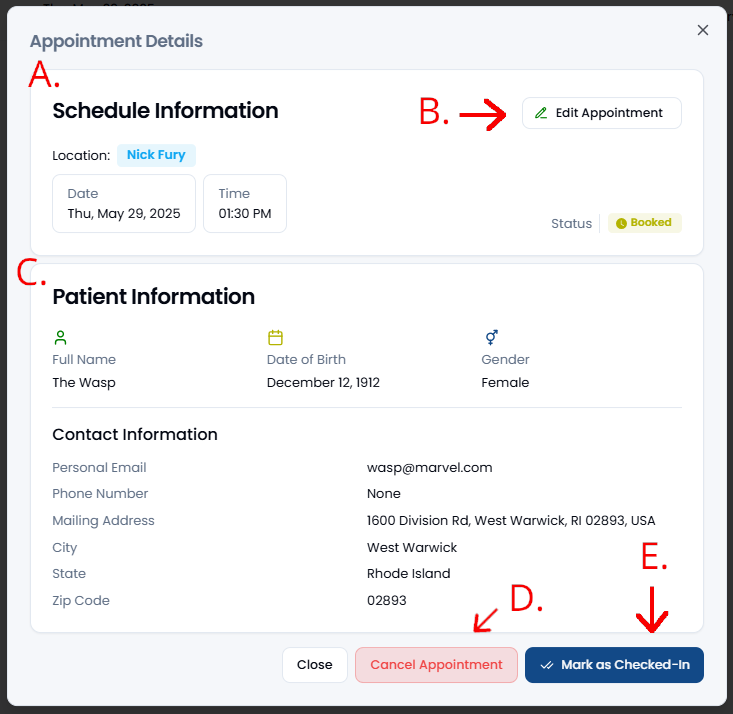 Appointment Details
A.
Schedule Information
B.
Edit Appointment
Location: Nick Fury
Date
Thu, May 29, 2025
Time
01:30 PM
Status
Booked
C.
Patient Information
Full Name
The Wasp
Date of Birth
December 12, 1912
Gender
Female
Contact Information
Personal Email wasp@marvel.com
Phone Number None
Mailing Address 1600 Division Rd, West Warwick, RI 02893, USA
City West Warwick
State Rhode Island
Zip Code 02893
E.
D.
Close
Cancel Appointment
Mark as Checked-In